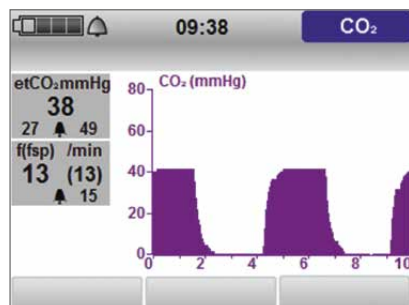 09:38
CO₂
etCO₂mmHg
38
27 49
f(fsp) /min
13 (13)
15
CO₂ (mmHg)
80
60
40
20
0
0 2 4 6 8 10